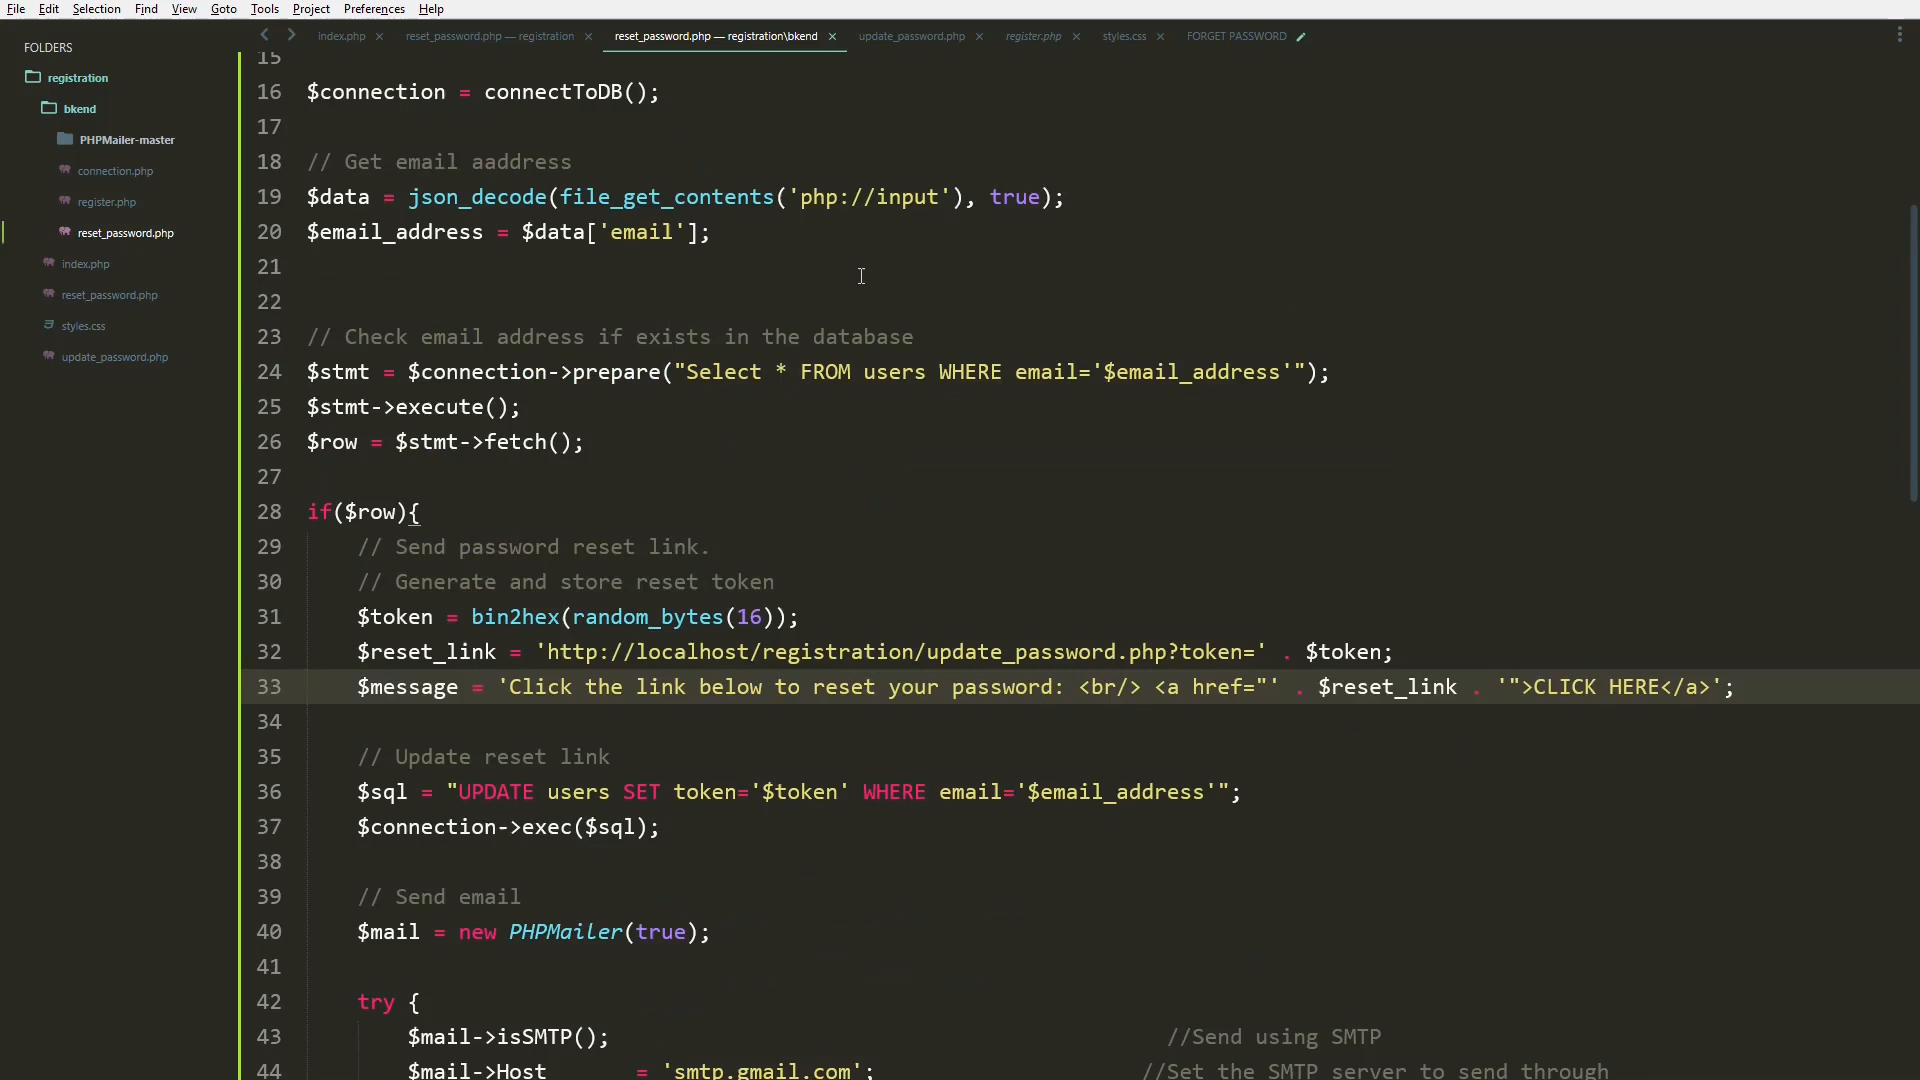 File Edit Selection Find View Goto Tools Project Preferences Help
FOLDERS
registration
bkend
PHPMailer-master
connection.php
register.php
reset_password.php
index.php
reset_password.php
styles.css
update_password.php
index.php × reset_password.php — registration × reset_password.php — registration\bkend × update_password.php × register.php × styles.css × FORGET PASSWORD
15
16 $connection = connectToDB();
17
18 // Get email aaddress
19 $data = json_decode(file_get_contents('php://input'), true);
20 $email_address = $data['email'];
21
22
23 // Check email address if exists in the database
24 $stmt = $connection->prepare("Select * FROM users WHERE email='$email_address'");
25 $stmt->execute();
26 $row = $stmt->fetch();
27
28 if($row){
29 // Send password reset link.
30 // Generate and store reset token
31 $token = bin2hex(random_bytes(16));
32 $reset_link = 'http://localhost/registration/update_password.php?token=' . $token;
33 $message = 'Click the link below to reset your password: <br/> <a href="' . $reset_link . '">CLICK HERE</a>';
34
35 // Update reset link
36 $sql = "UPDATE users SET token='$token' WHERE email='$email_address'";
37 $connection->exec($sql);
38
39 // Send email
40 $mail = new PHPMailer(true);
41
42 try {
43 $mail->isSMTP(); //Send using SMTP
44 $mail->Host = 'smtp.gmail.com'; //Set the SMTP server to send through